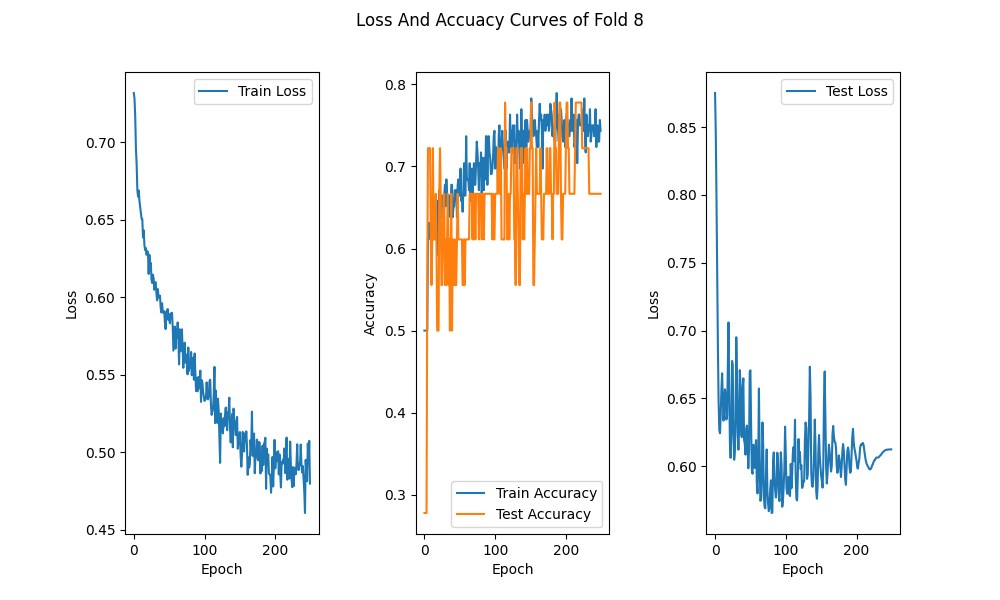 Loss And Accuacy Curves of Fold 8
Train Loss
0.70
0.65
0.60
0.55
0.50
0.45
Loss
0
100
200
Epoch
0.8
0.7
0.6
0.5
0.4
0.3
Accuracy
Train Accuracy
Test Accuracy
0
100
200
Epoch
Test Loss
0.85
0.80
0.75
0.70
0.65
0.60
Loss
0
100
200
Epoch